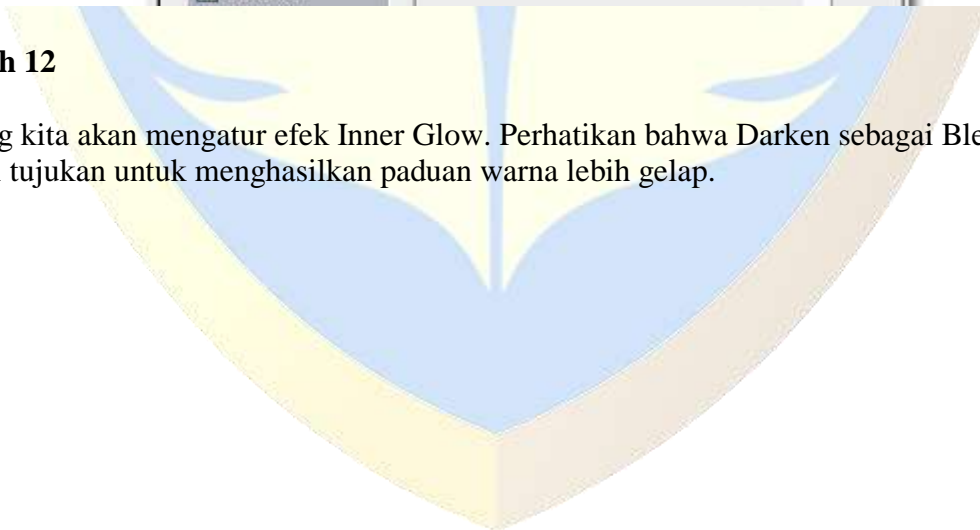 h 12
g kita akan mengatur efek Inner Glow. Perhatikan bahwa Darken sebagai Ble
tujukan untuk menghasilkan paduan warna lebih gelap.